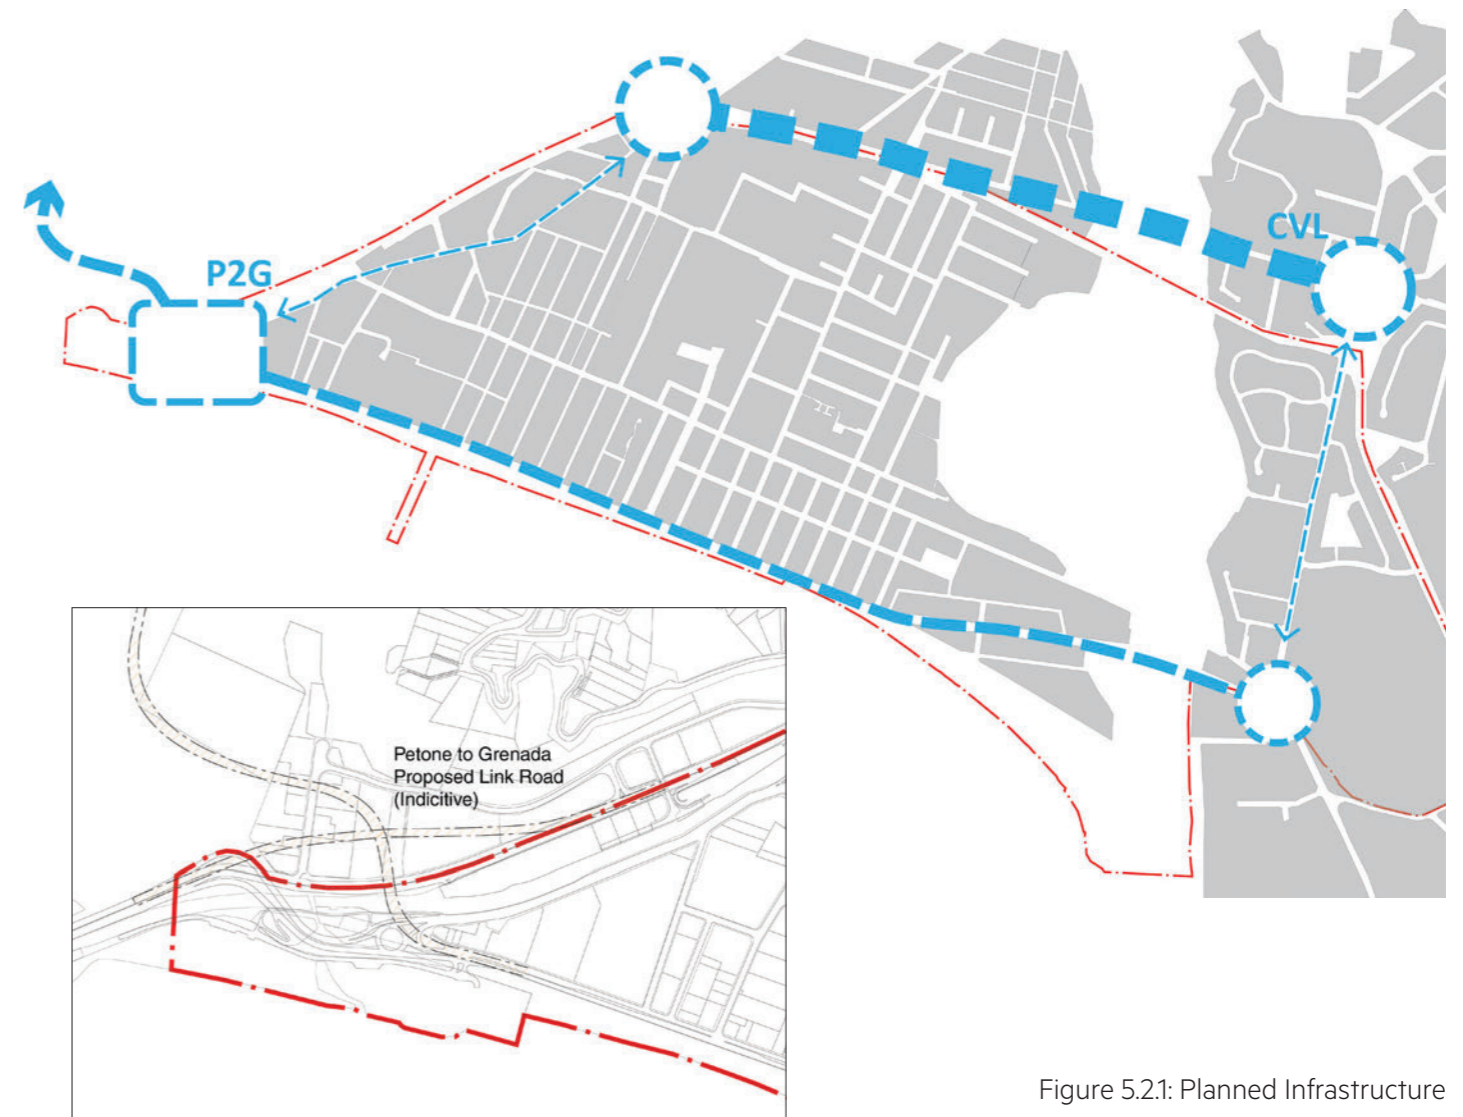 CVL
P2G
Petone to Grenada
Proposed Link Road
(Indicitive)
Figure 5.2.1: Planned Infrastructure